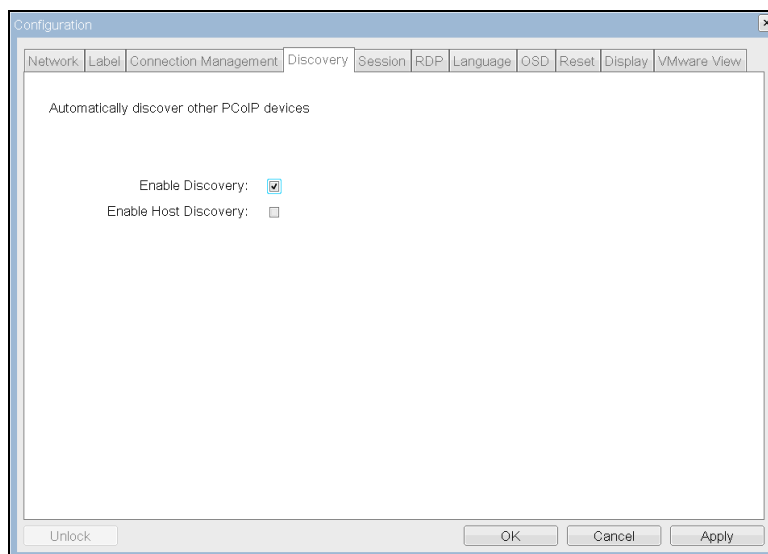 Configuration
Network Label Connection Management Discovery Session RDP Language OSD Reset Display VMware View
Automatically discover other PCoIP devices
Enable Discovery:
Enable Host Discovery:
Unlock OK Cancel Apply